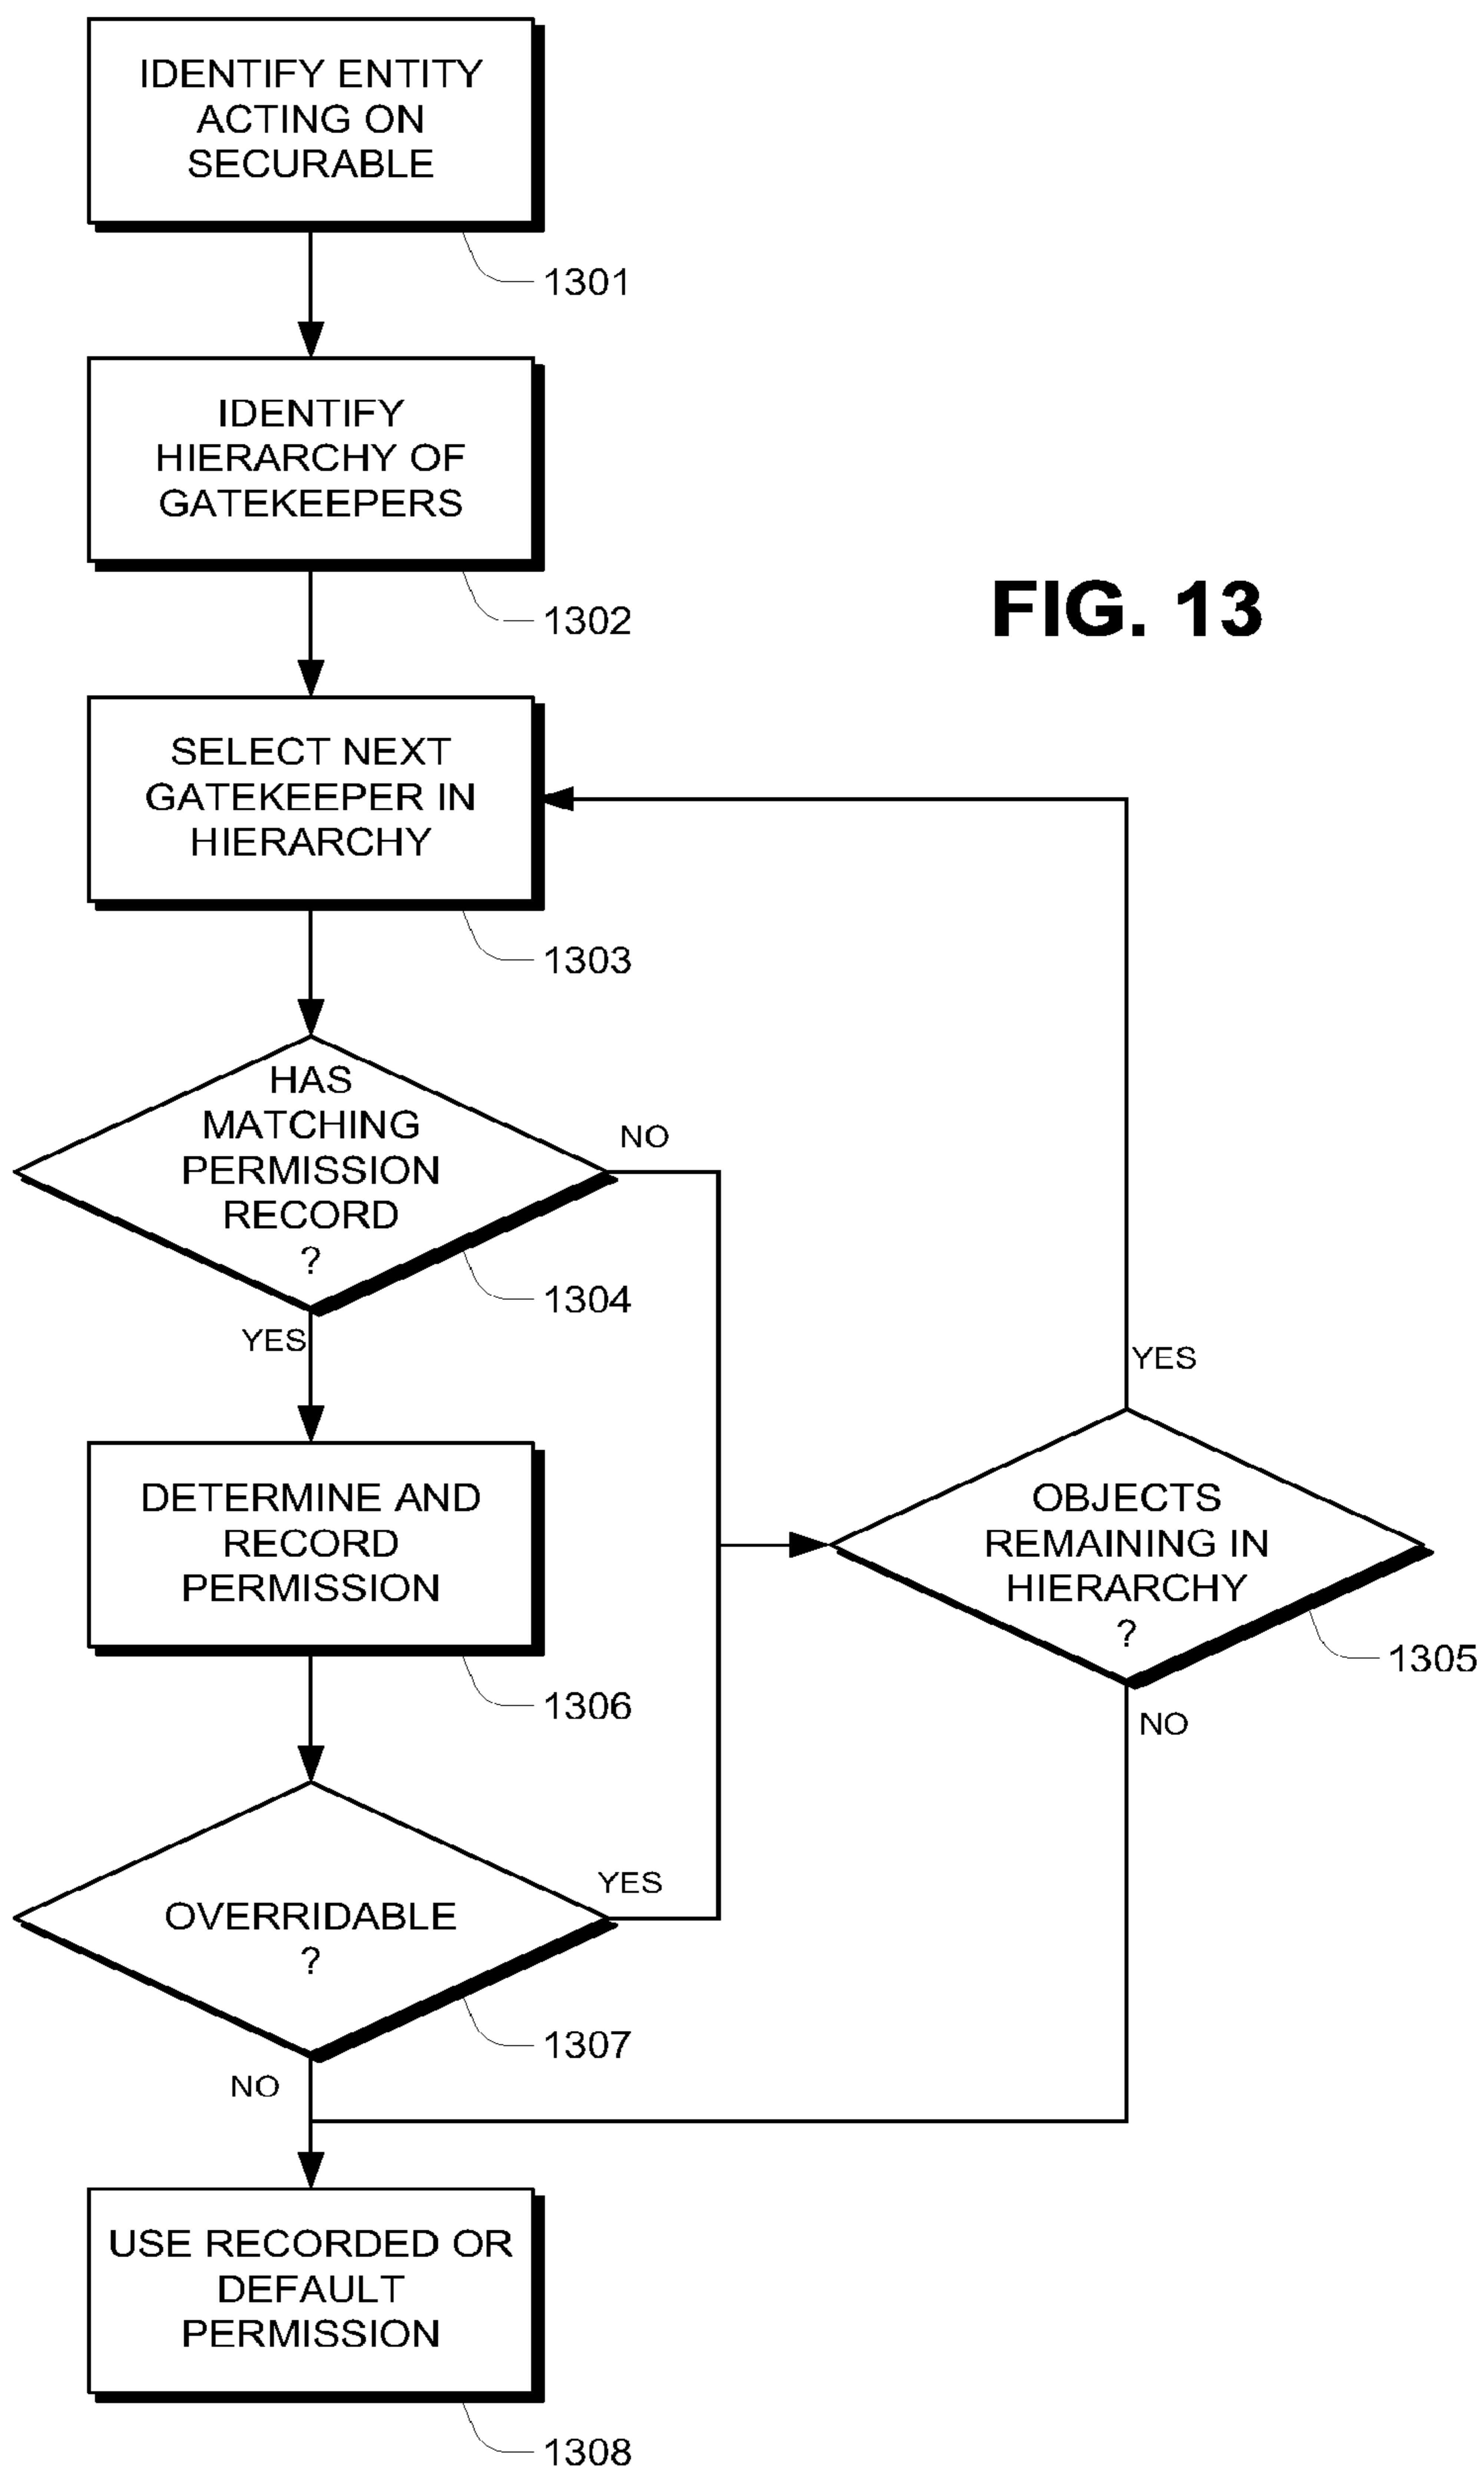 IDENTIFY ENTITY
ACTING ON
SECURABLE
1301
IDENTIFY
HIERARCHY OF
GATEKEEPERS
1302
FIG. 13
SELECT NEXT
GATEKEEPER IN
HIERARCHY
1303
HAS
MATCHING
PERMISSION
RECORD
?
NO
1304
YES
YES
DETERMINE AND
RECORD
PERMISSION
1306
OBJECTS
REMAINING IN
HIERARCHY
?
1305
NO
OVERRIDABLE
?
YES
1307
NO
USE RECORDED OR
DEFAULT
PERMISSION
1308